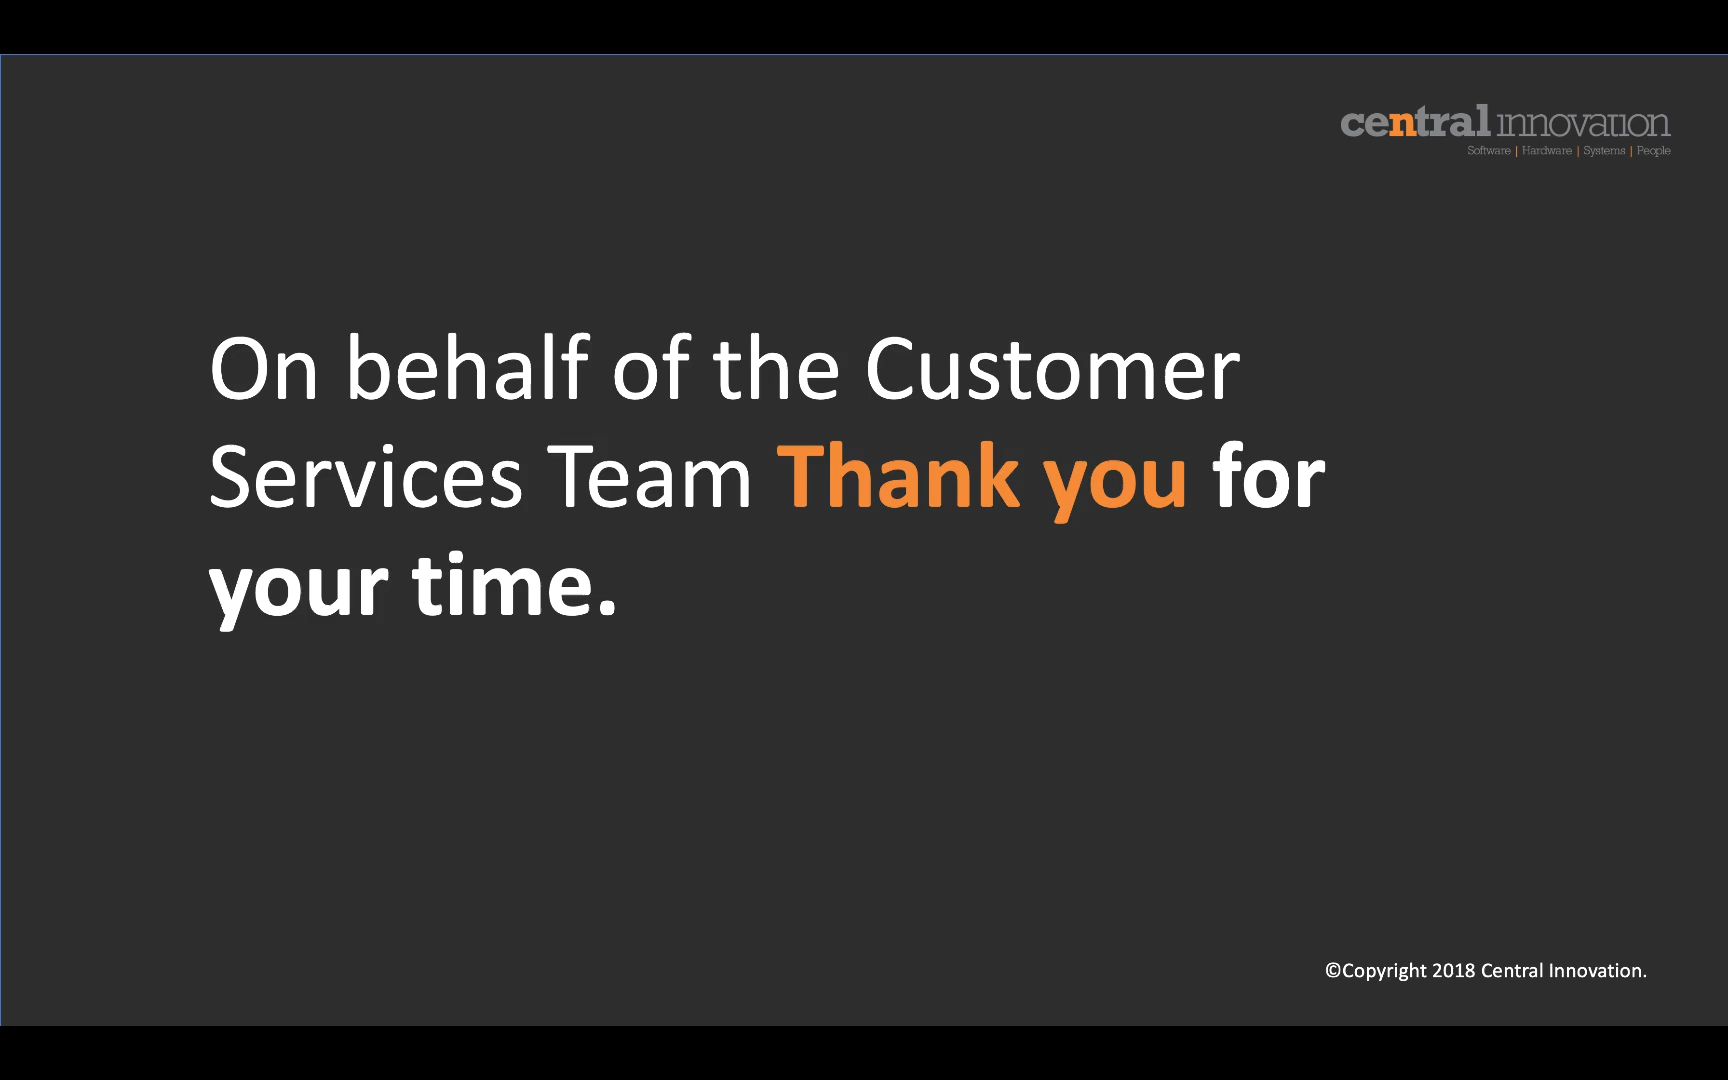 central innovation
Software | Hardware | Systems | People
On behalf of the Customer
Services Team Thank you for
your time.
©Copyright 2018 Central Innovation.